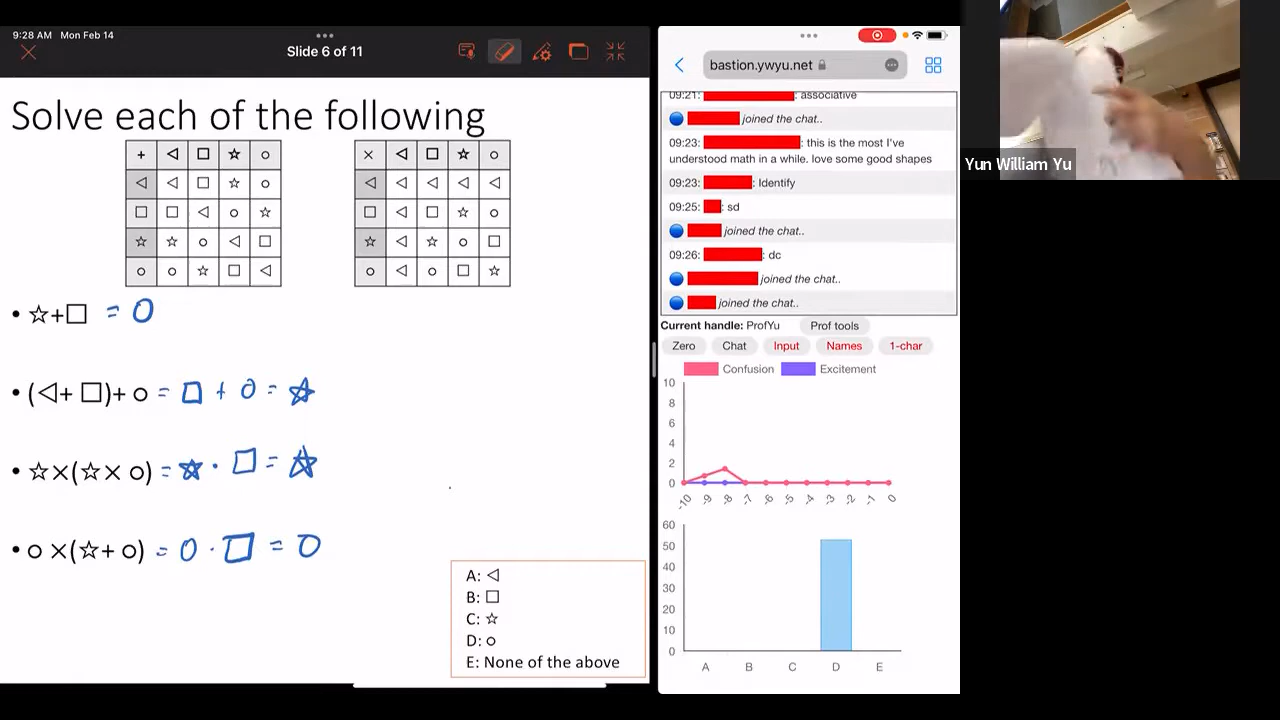 9:28 AM Mon Feb 14
Slide 6 of 11
Solve each of the following
+ ◁ □ ☆ ○
◁ ◁ □ ☆ ○
□ □ ◁ ○ ☆
☆ ☆ ○ ◁ □
○ ○ ☆ □ ◁
× ◁ □ ☆ ○
◁ ◁ ◁ ◁ ◁
□ ◁ □ ☆ ○
☆ ◁ ☆ ○ □
○ ◁ ○ □ ☆
• ☆+□ = ○
• (◁+ □)+ ○ = □ + ○ = ☆
• ☆×(☆× ○) = ☆ · □ = ☆
• ○ ×(☆+ ○) = ○ · □ = ○
A: ◁
B: □
C: ☆
D: ○
E: None of the above
bastion.ywyu.net
09:21: : associative
joined the chat..
09:23: : this is the most I've
understood math in a while. love some good shapes
09:23: : Identify
09:25: : sd
joined the chat..
09:26: : dc
joined the chat..
joined the chat..
Current handle: ProfYu Prof tools
Zero Chat Input Names 1-char
Confusion Excitement
10
8
6
4
2
0
-10 -9 -8 -7 -6 -5 -4 -3 -2 -1 0
60
50
40
30
20
10
0
A B C D E
Yun William Yu